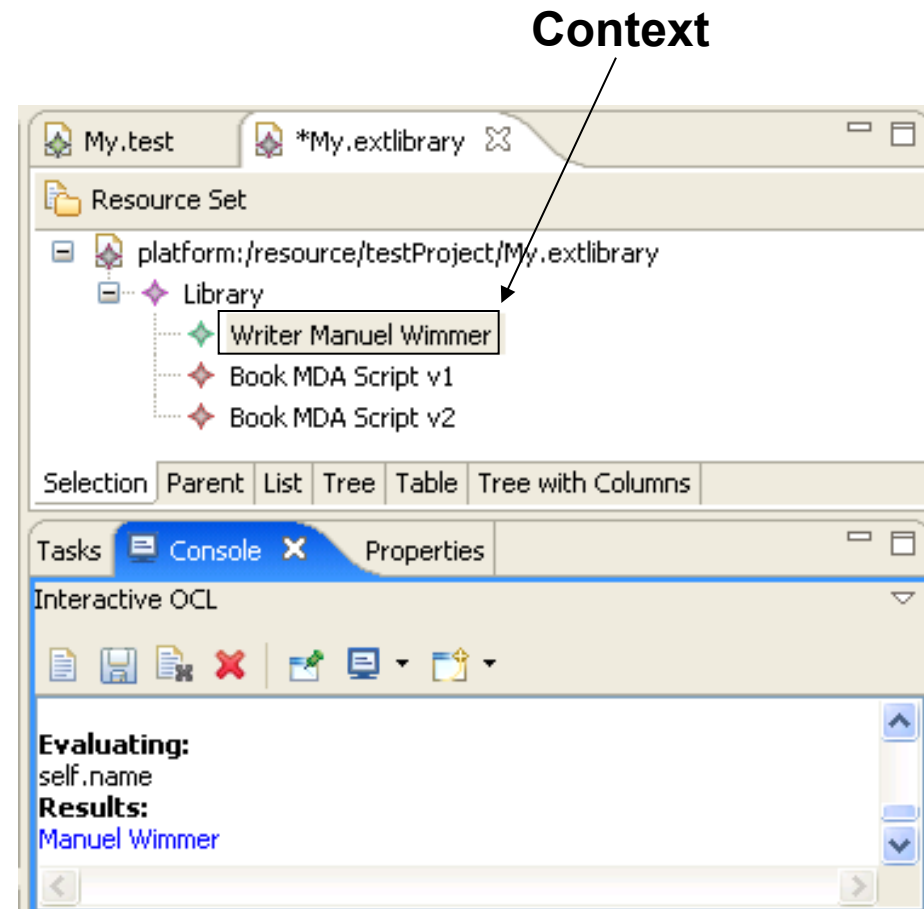 Context
My.test *My.extlibrary
Resource Set
platform:/resource/testProject/My.extlibrary
Library
Writer Manuel Wimmer
Book MDA Script v1
Book MDA Script v2
Selection Parent List Tree Table Tree with Columns
Tasks Console Properties
Interactive OCL
Evaluating:
self.name
Results:
Manuel Wimmer